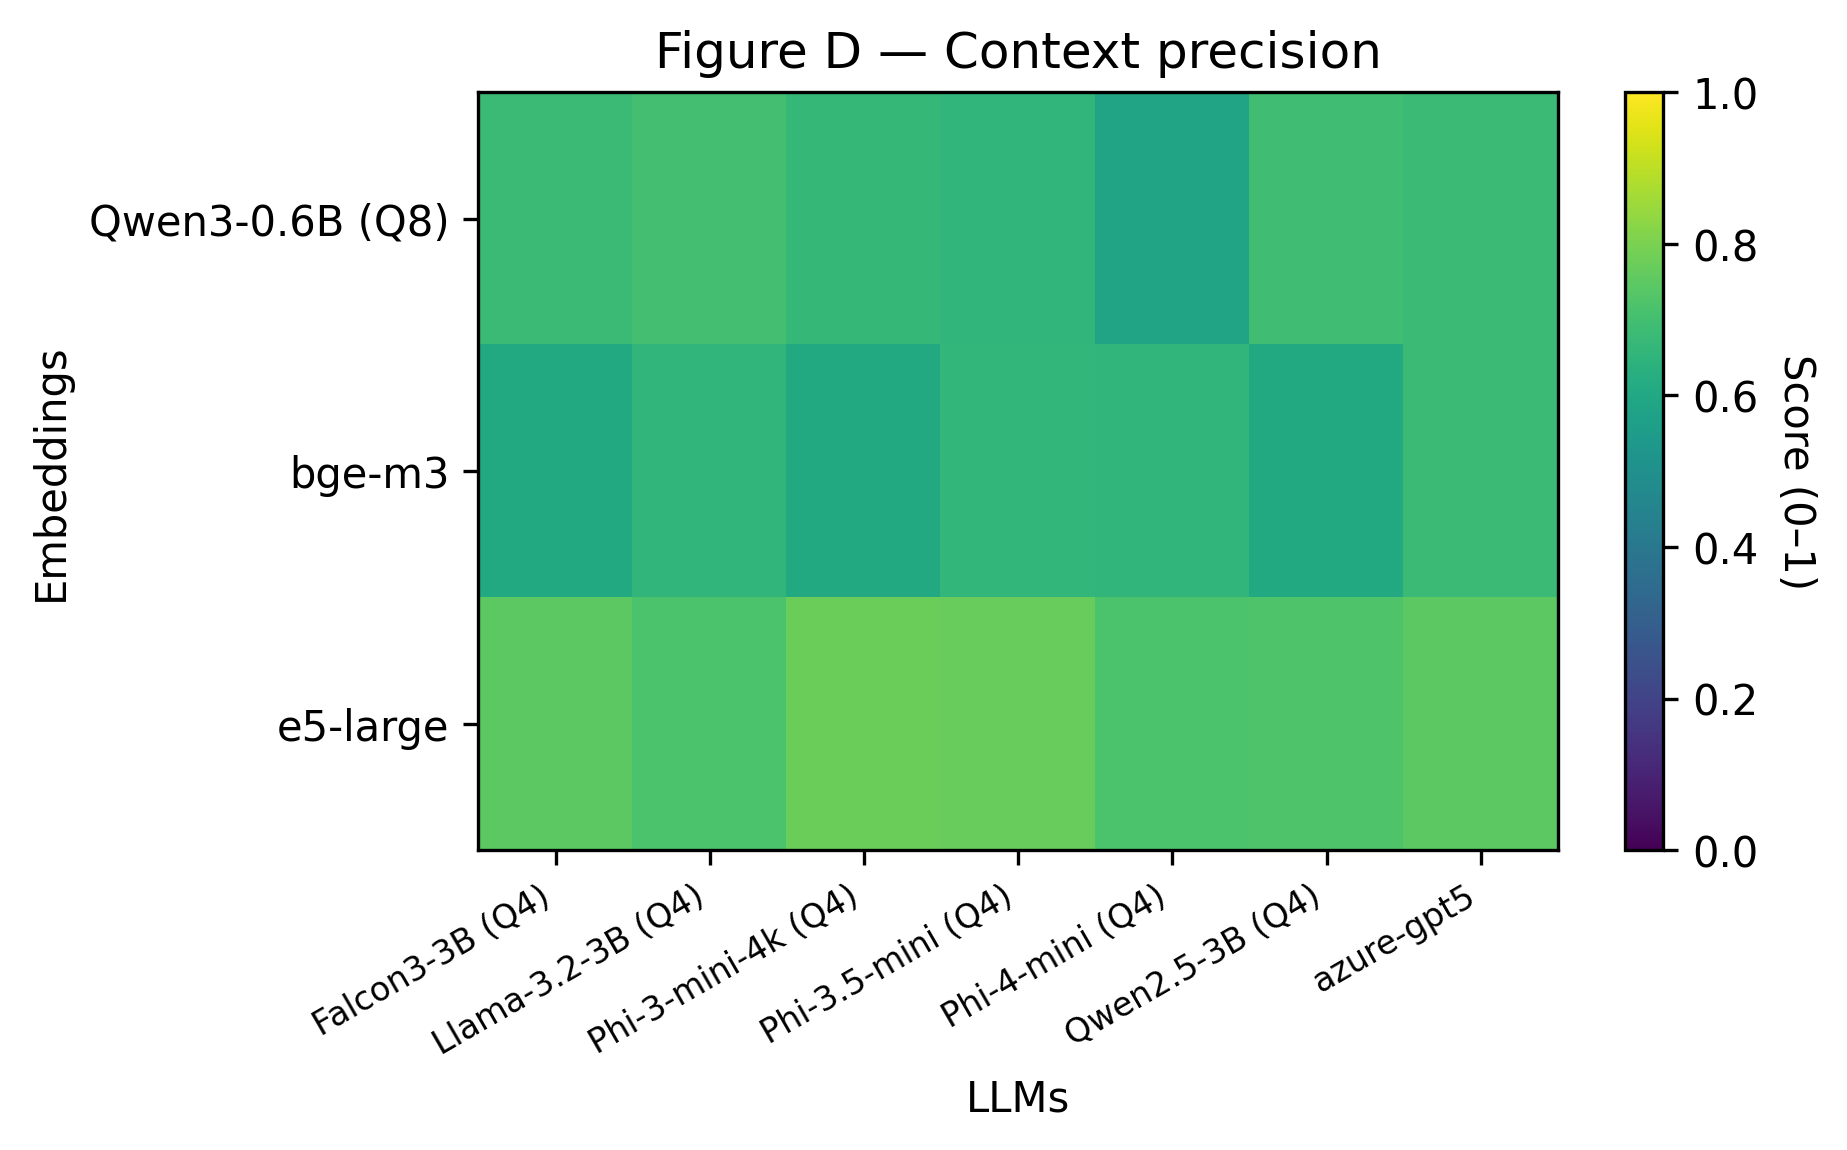 Figure D — Context precision
Embeddings
Qwen3-0.6B (Q8)
bge-m3
e5-large
Falcon3-3B (Q4)
Llama-3.2-3B (Q4)
Phi-3-mini-4k (Q4)
Phi-3.5-mini (Q4)
Phi-4-mini (Q4)
Qwen2.5-3B (Q4)
azure-gpt5
LLMs
1.0
0.8
0.6
0.4
0.2
0.0
Score (0–1)